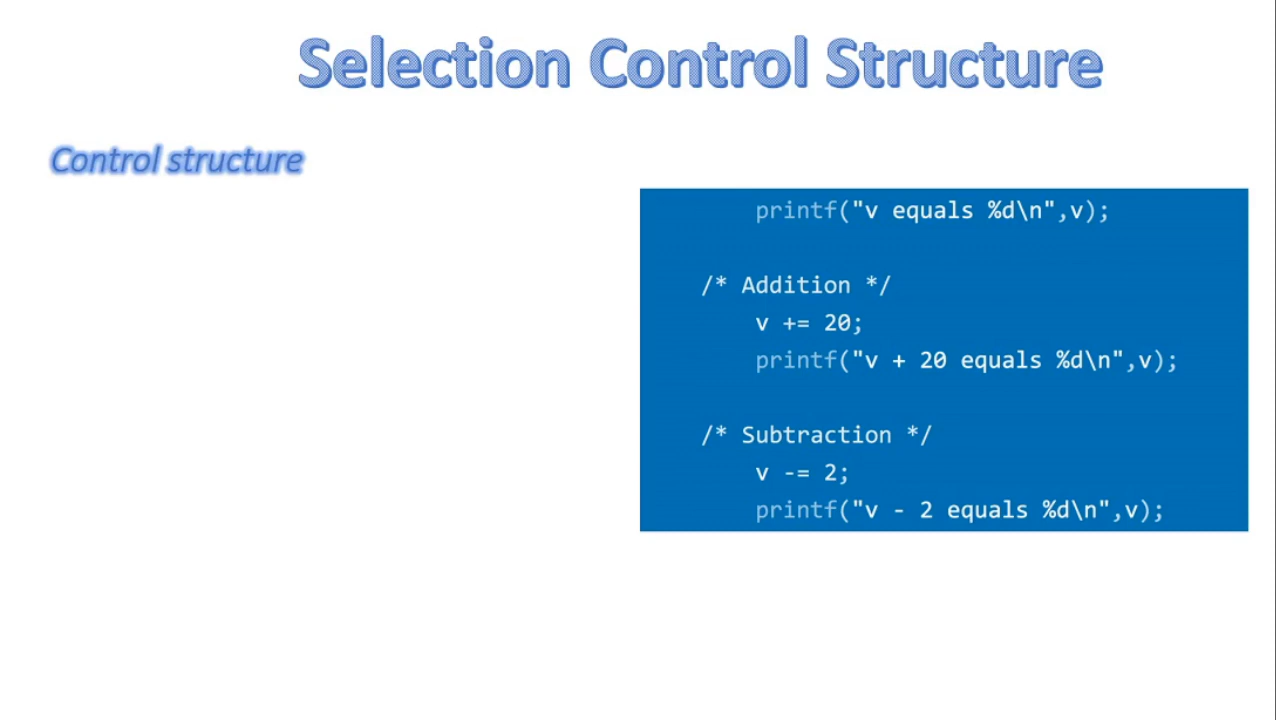 Selection Control Structure
Control structure
printf("v equals %d\n",v);
/* Addition */
v += 20;
printf("v + 20 equals %d\n",v);
/* Subtraction */
v -= 2;
printf("v - 2 equals %d\n",v);